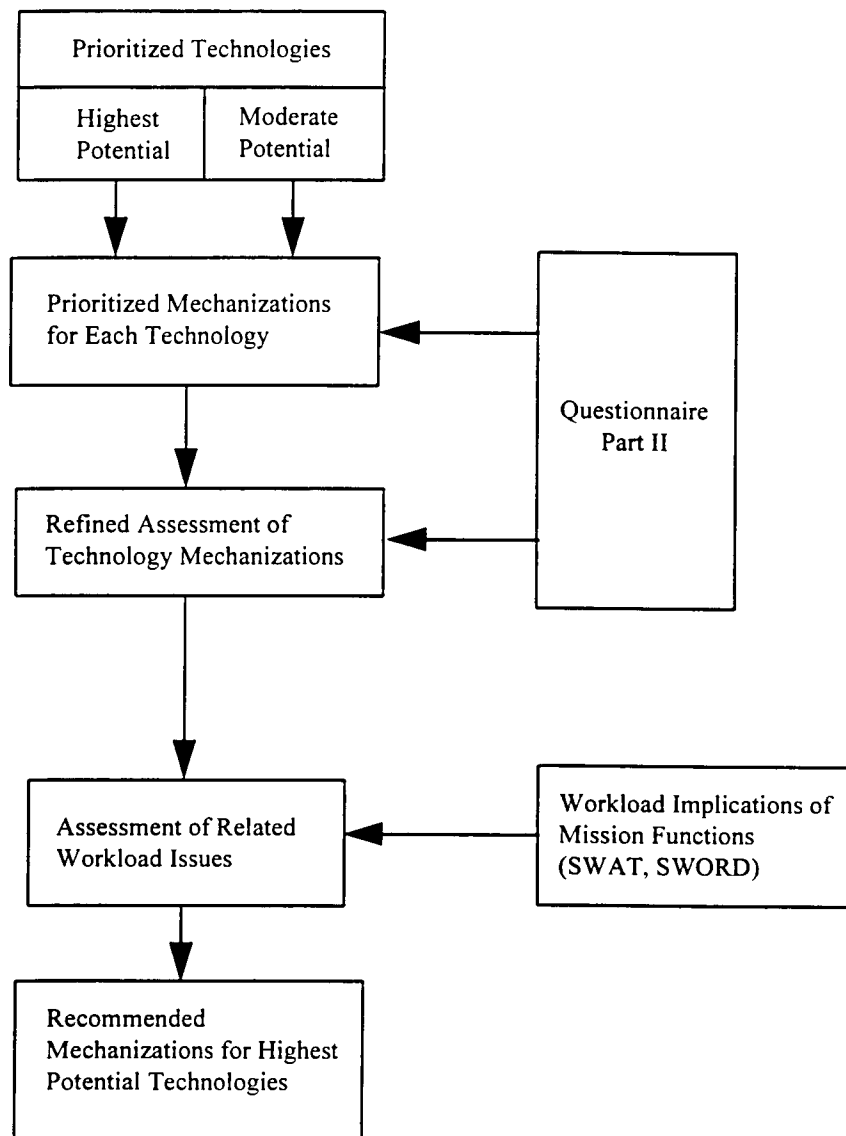 Prioritized Technologies
Highest
Potential
Moderate
Potential
Prioritized Mechanizations
for Each Technology
Questionnaire
Part II
Refined Assessment of
Technology Mechanizations
Assessment of Related
Workload Issues
Workload Implications of
Mission Functions
(SWAT, SWORD)
Recommended
Mechanizations for Highest
Potential Technologies